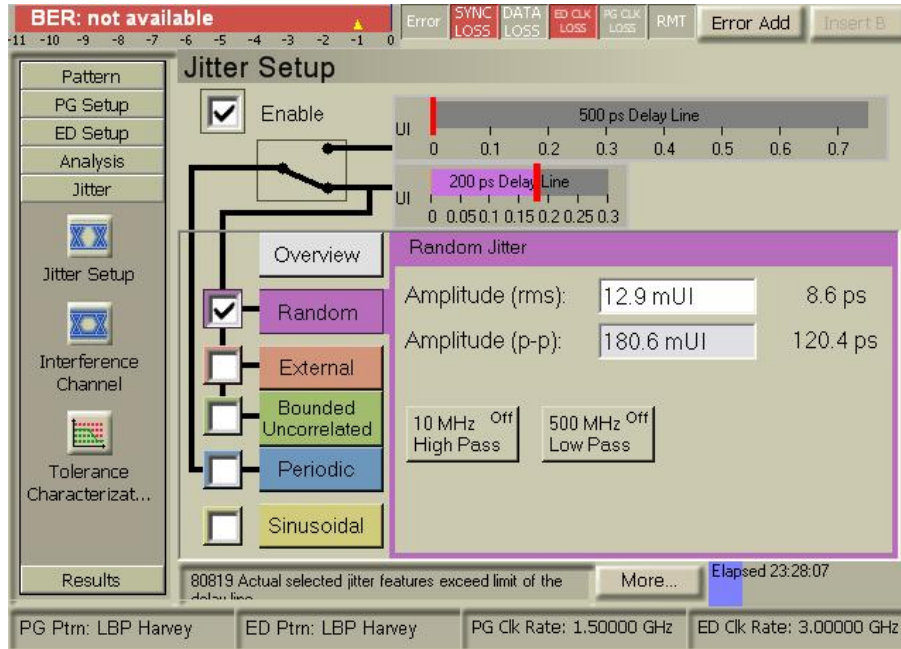 BER: not avail able
-11 -10 -9 -8 -7 -6 -5 -4 -3 -2 -1 0
Error
SYNC LOSS
DATA LOSS
ED CLK LOSS
PG CLK LOSS
RMT
Error Add
Insert B
Pattern
PG Setup
ED Setup
Analysis
Jitter
Jitter Setup
Interference
Channel
Tolerance
Characterizat...
Results
Jitter Setup
Enable
UI
500 ps Delay Line
0 0.1 0.2 0.3 0.4 0.5 0.6 0.7
UI
200 ps Delay Line
0 0.05 0.1 0.15 0.2 0.25 0.3
Overview
Random
External
Bounded
Uncorrelated
Periodic
Sinusoidal
Random Jitter
Amplitude (rms): 12.9 mUI 8.6 ps
Amplitude (p-p): 180.6 mUI 120.4 ps
10 MHz Off
High Pass
500 MHz Off
Low Pass
80819 Actual selected jitter features exceed limit of the
delay line
More...
Elapsed 23:28:07
PG Ptrn: LBP Harvey
ED Ptrn: LBP Harvey
PG Clk Rate: 1.50000 GHz
ED Clk Rate: 3.00000 GHz